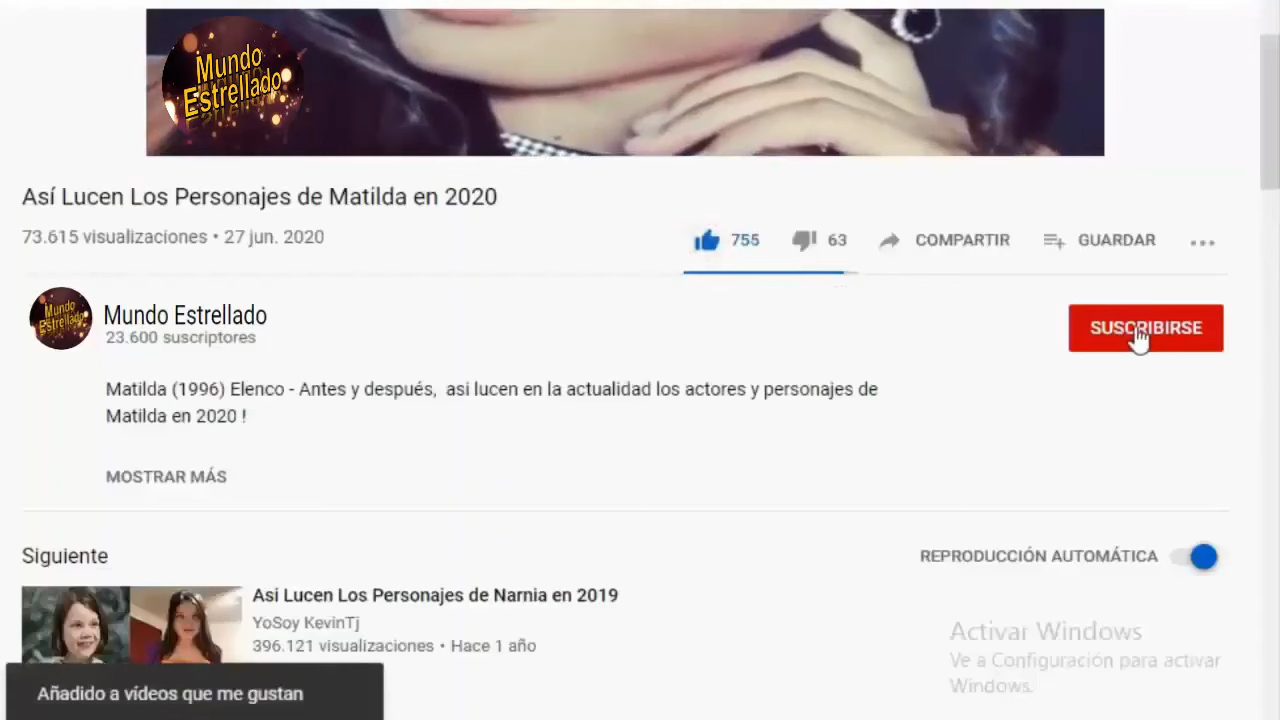 Mundo
Estrellado
Así Lucen Los Personajes de Matilda en 2020
73.615 visualizaciones • 27 jun. 2020
755
63
COMPARTIR
GUARDAR
Mundo
Estrellado
Mundo Estrellado
23.600 suscriptores
SUSCRIBIRSE
Matilda (1996) Elenco - Antes y después, asi lucen en la actualidad los actores y personajes de
Matilda en 2020 !
MOSTRAR MÁS
Siguiente
REPRODUCCIÓN AUTOMÁTICA
Asi Lucen Los Personajes de Narnia en 2019
YoSoy KevinTj
396.121 visualizaciones • Hace 1 año
Activar Windows
Ve a Configuración para activar
Windows.
Añadido a vídeos que me gustan